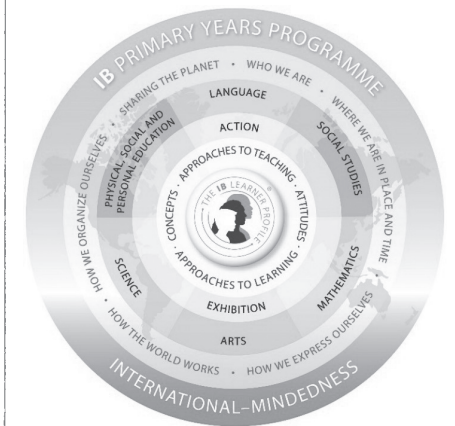 IB PRIMARY YEARS PROGRAMME
SHARING THE PLANET • WHO WE ARE • WHERE WE ARE IN PLACE AND TIME • HOW WE EXPRESS OURSELVES • HOW THE WORLD WORKS • HOW WE ORGANIZE OURSELVES
LANGUAGE
SOCIAL STUDIES
MATHEMATICS
ARTS
SCIENCE
PHYSICAL, SOCIAL AND
PERSONAL EDUCATION
ACTION
APPROACHES TO TEACHING · ATTITUDES · APPROACHES TO LEARNING · CONCEPTS ·
THE IB LEARNER PROFILE
®
EXHIBITION
INTERNATIONAL–MINDEDNESS